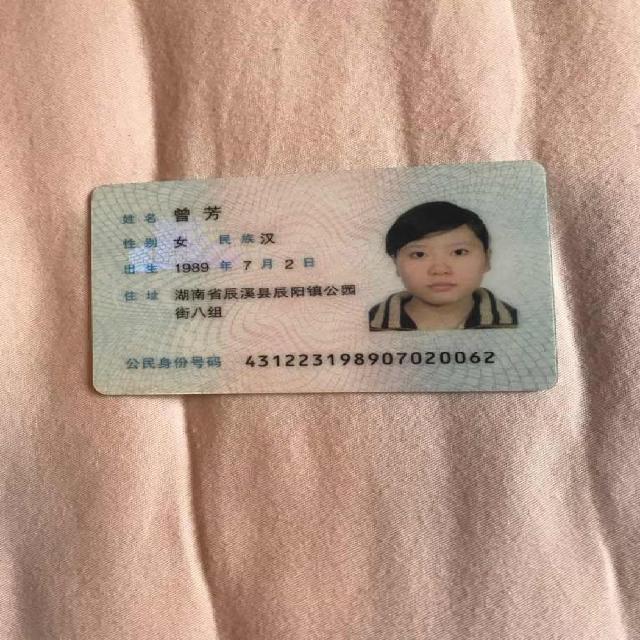 姓名 曾芳
性别 女 民族 汉
出生 1989 年 7 月 2 日
住址 湖南省辰溪县辰阳镇公园
街八组
公民身份号码 431223198907020062